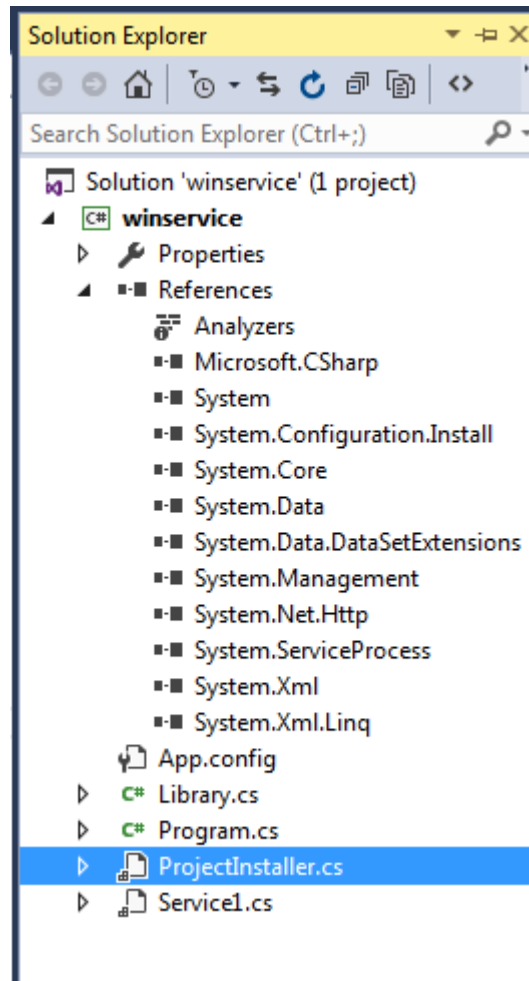 Solution Explorer
Search Solution Explorer (Ctrl+;)
Solution 'winservice' (1 project)
C# winservice
Properties
References
Analyzers
Microsoft.CSharp
System
System.Configuration.Install
System.Core
System.Data
System.Data.DataSetExtensions
System.Management
System.Net.Http
System.ServiceProcess
System.Xml
System.Xml.Linq
App.config
C# Library.cs
C# Program.cs
ProjectInstaller.cs
Service1.cs